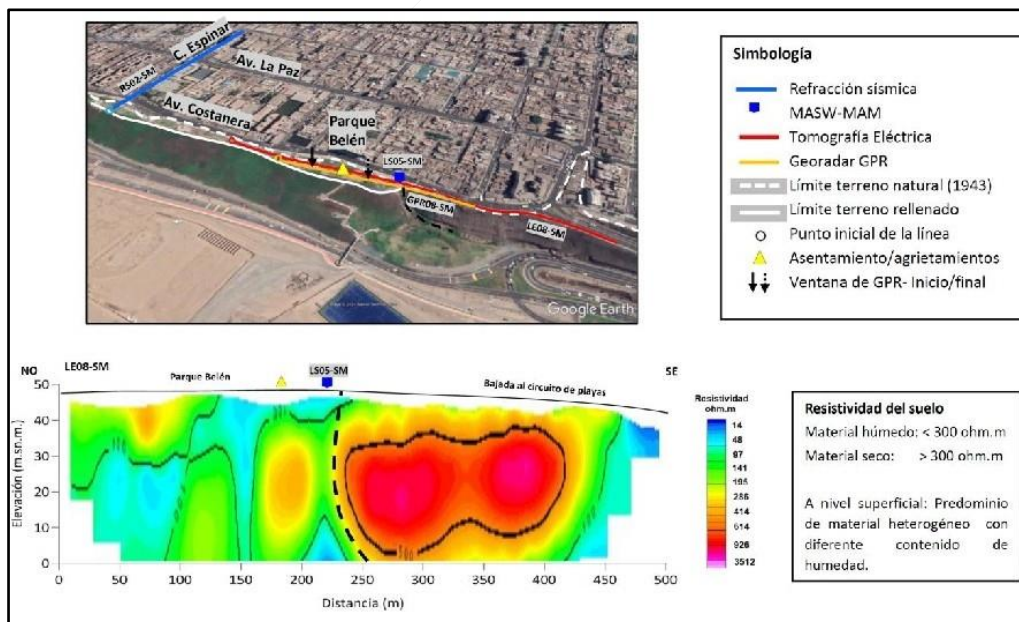 C. Espinar
RS02-SM
Av. La Paz
Av. Costanera
Parque
Belén
LS05-SM
GPR08-SM
LE08-SM
Google Earth
Simbología
Refracción sísmica
MASW-MAM
Tomografía Eléctrica
Georadar GPR
Límite terreno natural (1943)
Límite terreno rellenado
Punto inicial de la línea
Asentamiento/agrietamientos
Ventana de GPR- Inicio/final
LE08-SM
NO
Parque Belén
LS05-SM
Bajada al circuito de playas
SE
Elevación (m.sn.m.)
50
40
30
20
10
0
0 50 100 150 200 250 300 350 400 450 500
Distancia (m)
500
Resistividad
ohm.m
14
48
97
141
195
286
414
614
926
3512
Resistividad del suelo
Material húmedo: < 300 ohm.m
Material seco: > 300 ohm.m
A nivel superficial: Predominio
de material heterogéneo con
diferente contenido de
humedad.